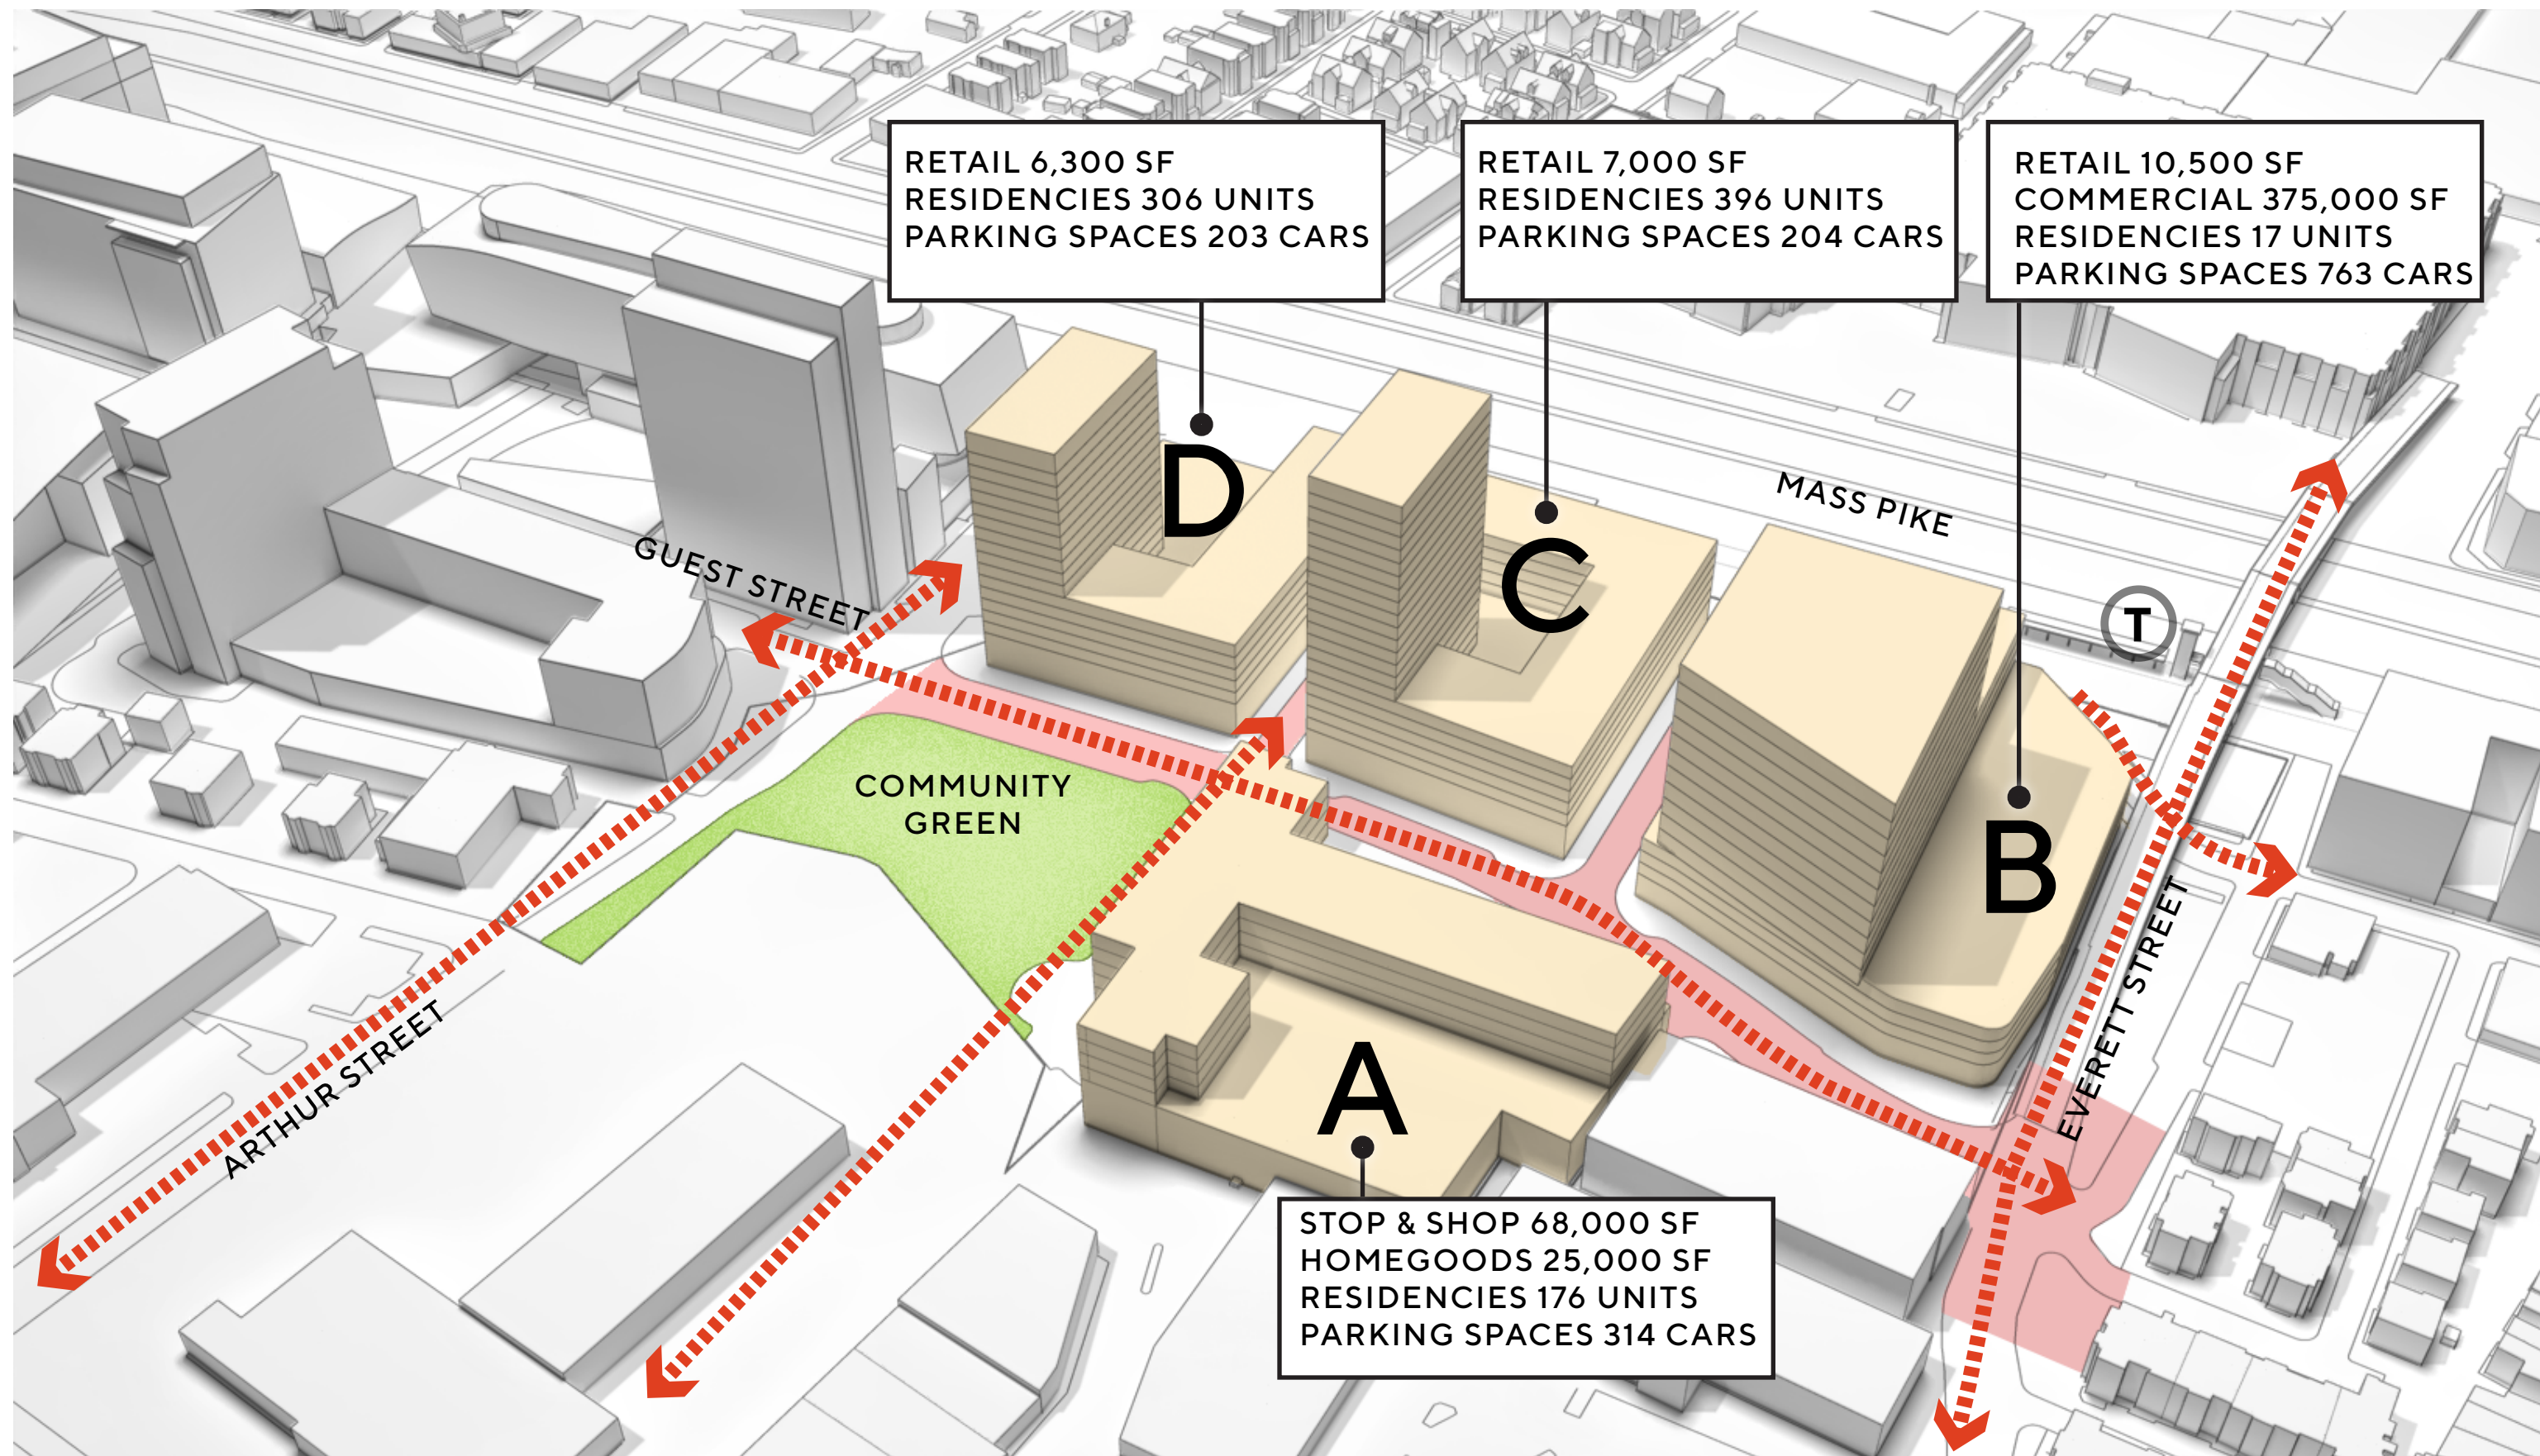 RETAIL 6,300 SF
RESIDENCIES 306 UNITS
PARKING SPACES 203 CARS
RETAIL 7,000 SF
RESIDENCIES 396 UNITS
PARKING SPACES 204 CARS
RETAIL 10,500 SF
COMMERCIAL 375,000 SF
RESIDENCIES 17 UNITS
PARKING SPACES 763 CARS
D
C
MASS PIKE
GUEST STREET
T
COMMUNITY
GREEN
B
EVERETT STREET
ARTHUR STREET
A
STOP & SHOP 68,000 SF
HOMEGOODS 25,000 SF
RESIDENCIES 176 UNITS
PARKING SPACES 314 CARS